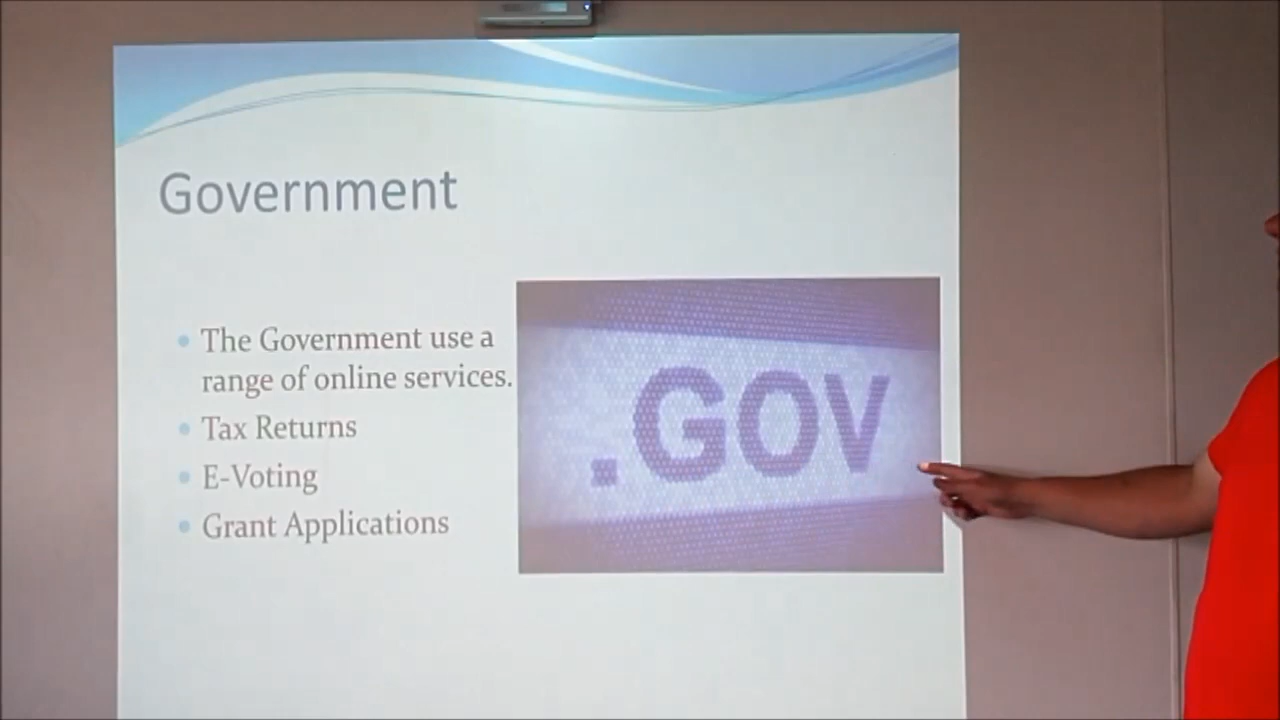 Government
The Government use a
range of online services.
Tax Returns
E-Voting
Grant Applications
.GOV